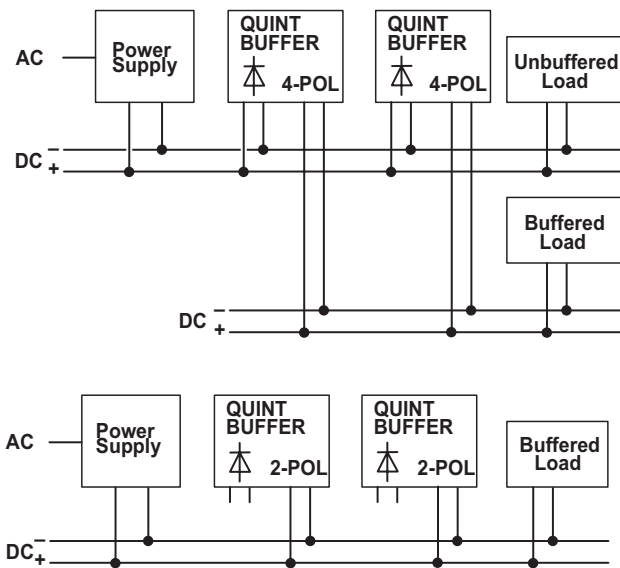 AC
Power
Supply
QUINT
BUFFER
4-POL
QUINT
BUFFER
4-POL
Unbuffered
Load
DC −
+
Buffered
Load
DC −
+
AC
Power
Supply
QUINT
BUFFER
2-POL
QUINT
BUFFER
2-POL
Buffered
Load
DC −
+